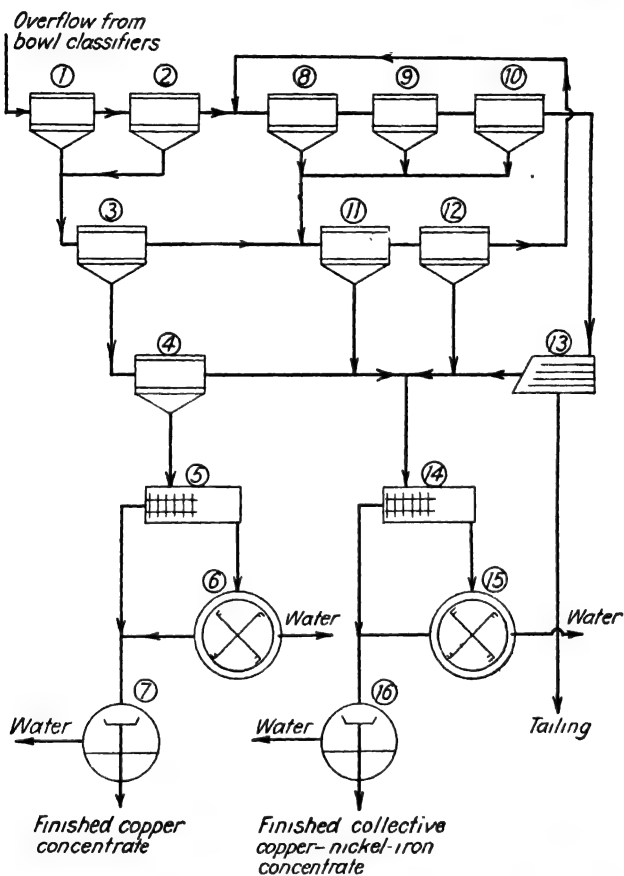 Overflow from
bowl classifiers
① ② ⑧ ⑨ ⑩
③ ⑪ ⑫
④ ⑬
⑤ ⑭
⑥ ⑮
Water
Water
⑦ ⑯
Water
Water
Tailing
Finished copper
concentrate
Finished collective
copper-nickel-iron
concentrate